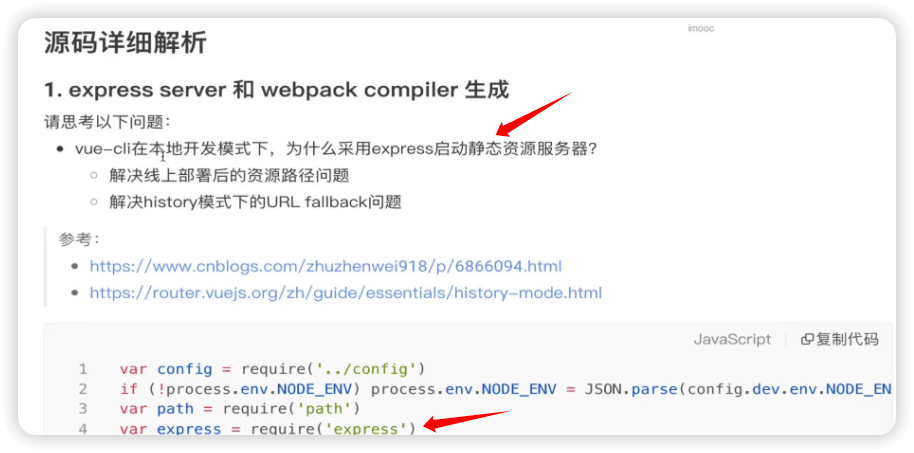 imooc
源码详细解析
1. express server 和 webpack compiler 生成
请思考以下问题：
vue-cli在本地开发模式下，为什么采用express启动静态资源服务器？
解决线上部署后的资源路径问题
解决history模式下的URL fallback问题
参考：
https://www.cnblogs.com/zhuzhenwei918/p/6866094.html
https://router.vuejs.org/zh/guide/essentials/history-mode.html
JavaScript 复制代码
1 var config = require('../config')
2 if (!process.env.NODE_ENV) process.env.NODE_ENV = JSON.parse(config.dev.env.NODE_EN
3 var path = require('path')
4 var express = require('express')